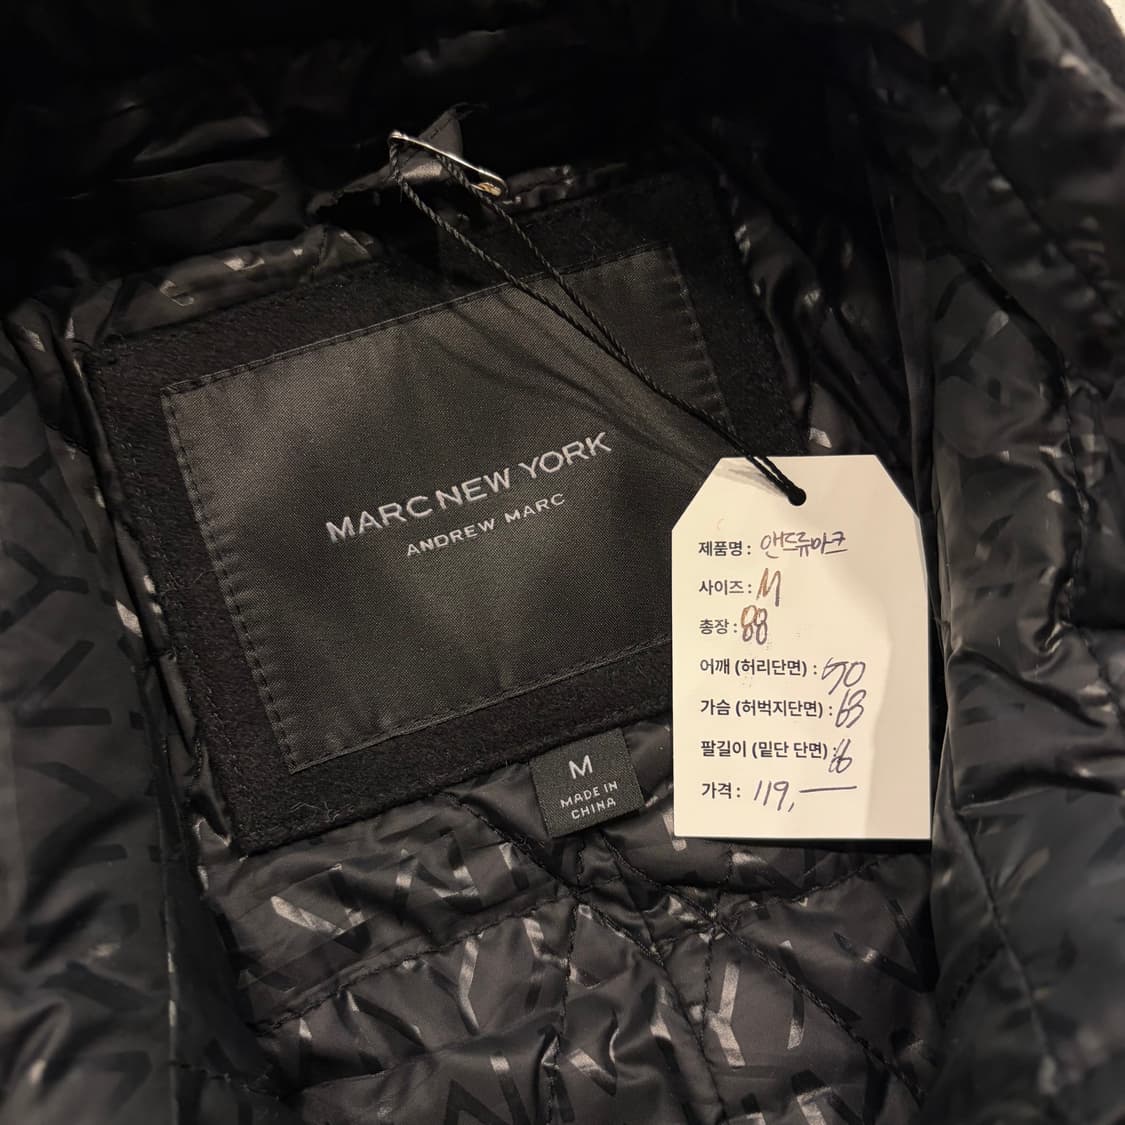 MARC NEW YORK
ANDREW MARC
M
MADE IN
CHINA
제품명 : 앤드류마크
사이즈 : M
총장 : 88
어깨 (허리단면) : 50
가슴 (허벅지단면) : 63
팔길이 (밑단 단면) : 66
가격 : 119,—